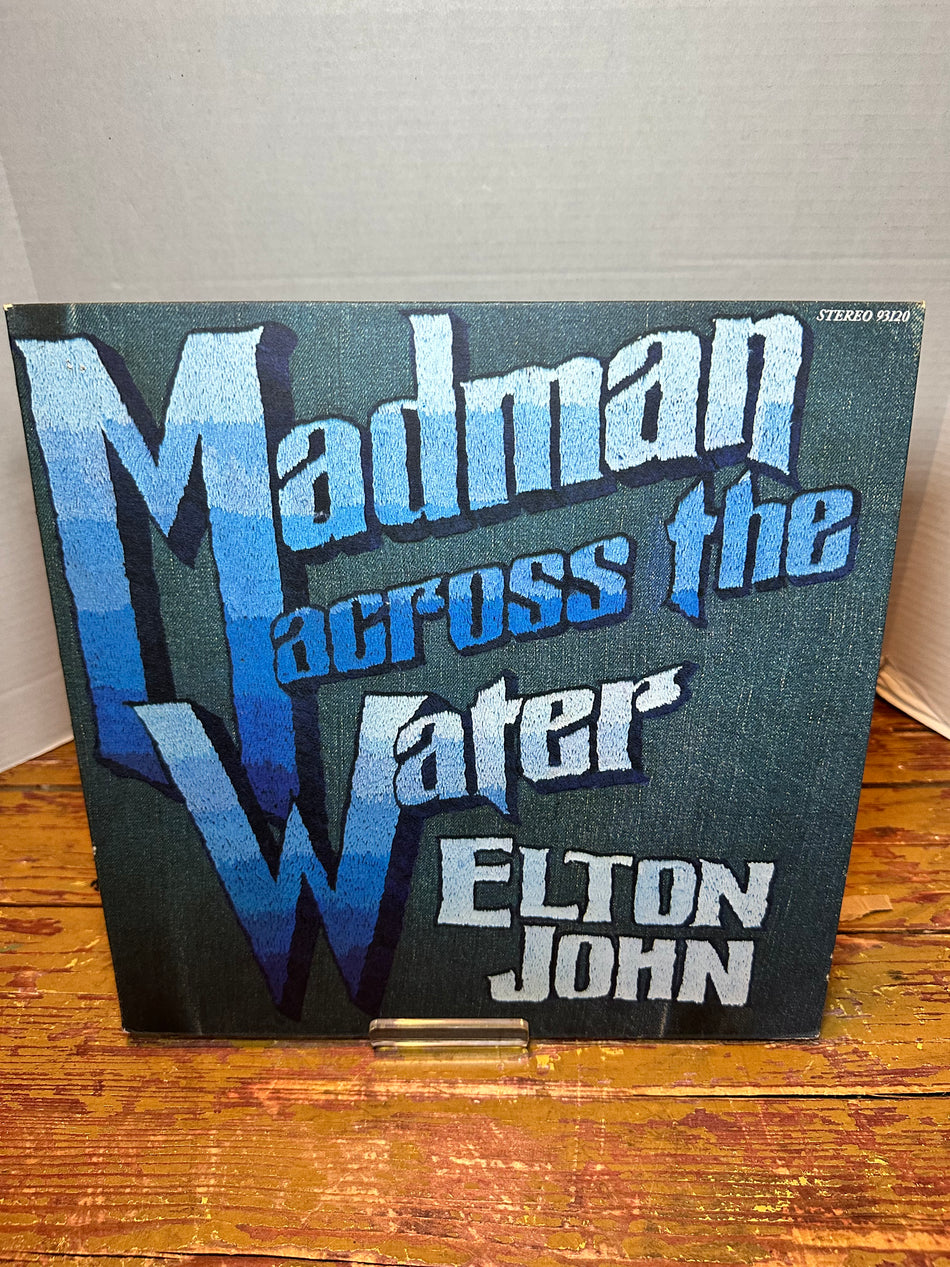 STEREO 93120
Madman
across the
Water
ELTON
JOHN